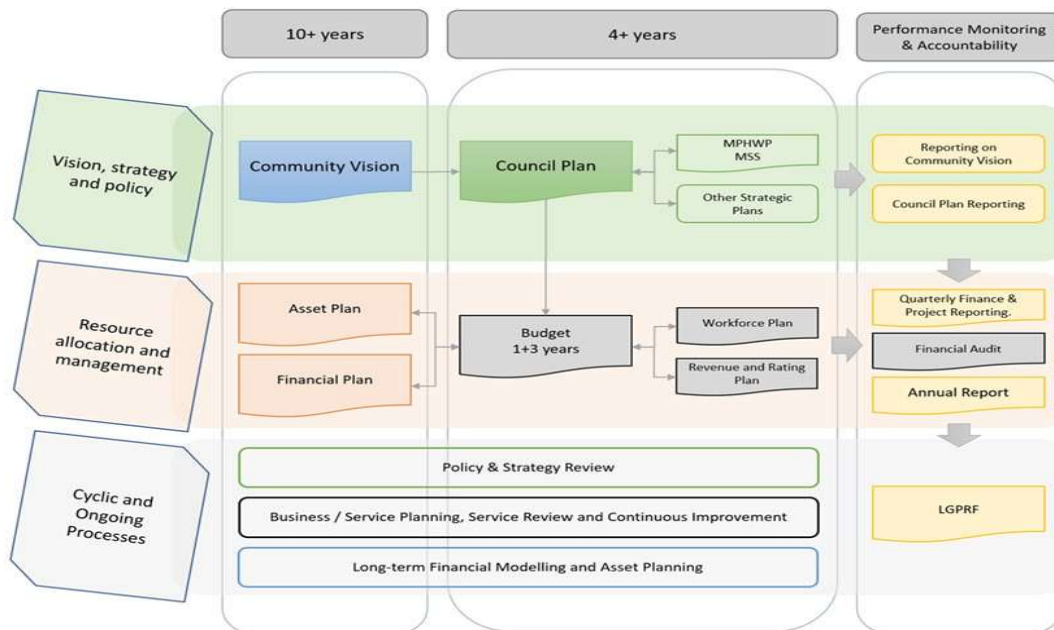 10+ years
4+ years
Performance Monitoring
& Accountability
Vision, strategy
and policy
Community Vision
Council Plan
MPHWP
MSS
Other Strategic
Plans
Reporting on
Community Vision
Council Plan Reporting
Resource
allocation and
management
Asset Plan
Financial Plan
Budget
1+3 years
Workforce Plan
Revenue and Rating
Plan
Quarterly Finance &
Project Reporting.
Financial Audit
Annual Report
Cyclic and
Ongoing
Processes
Policy & Strategy Review
Business / Service Planning, Service Review and Continuous Improvement
Long-term Financial Modelling and Asset Planning
LGPRF